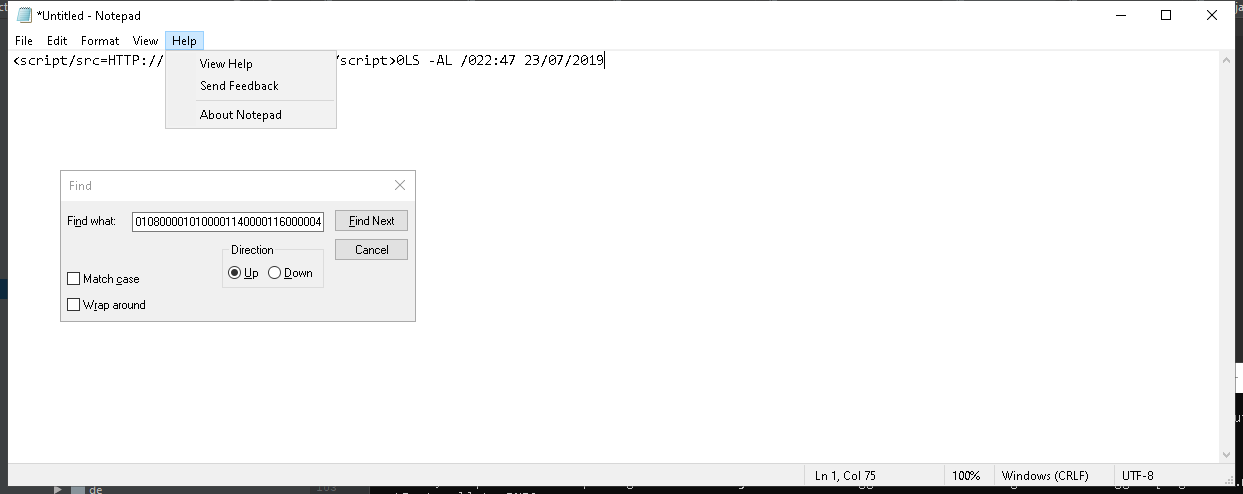 *Untitled - Notepad
File Edit Format View Help
<script/src=HTTP:// /script>0LS -AL /022:47 23/07/2019
View Help
Send Feedback
About Notepad
Find
Find what: 0108000010100001140000116000004 Find Next
Direction
Cancel
Up Down
Match case
Wrap around
Ln 1, Col 75 100% Windows (CRLF) UTF-8
de